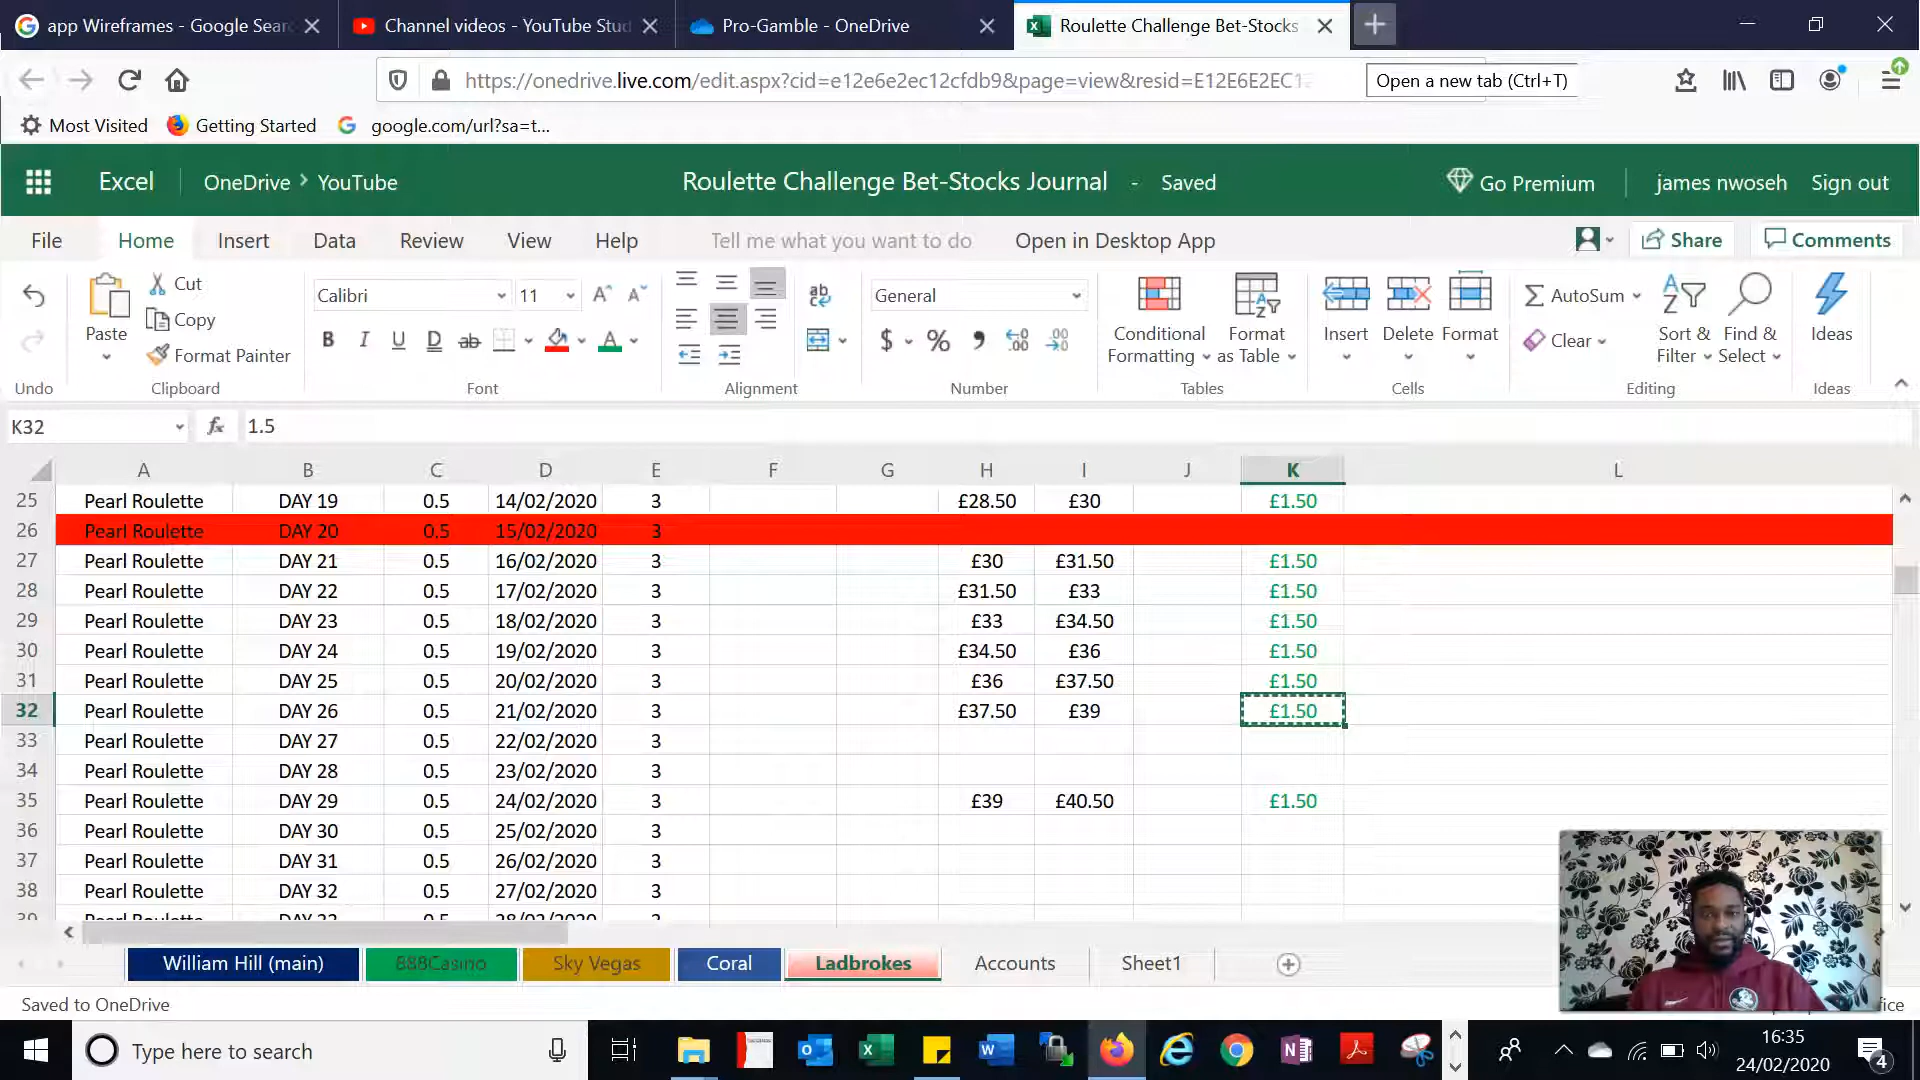 app Wireframes - Google Sear
Channel videos - YouTube Stud
Pro-Gamble - OneDrive
Roulette Challenge Bet-Stocks
https://onedrive.live.com/edit.aspx?cid=e12e6e2ec12cfdb9&page=view&resid=E12E6E2EC12
Open a new tab (Ctrl+T)
Most Visited Getting Started google.com/url?sa=t...
Excel OneDrive > YouTube Roulette Challenge Bet-Stocks Journal - Saved Go Premium james nwoseh Sign out
File Home Insert Data Review View Help Tell me what you want to do Open in Desktop App Share Comments
Paste Cut Copy Format Painter
Calibri 11
General
Conditional Formatting Format as Table
Insert Delete Format
AutoSum Clear Sort & Filter Find & Select Ideas
Undo Clipboard Font Alignment Number Tables Cells Editing Ideas
K32 fx 1.5
A B C D E F G H I J K L
25 Pearl Roulette DAY 19 0.5 14/02/2020 3 £28.50 £30 £1.50
26 Pearl Roulette DAY 20 0.5 15/02/2020 3
27 Pearl Roulette DAY 21 0.5 16/02/2020 3 £30 £31.50 £1.50
28 Pearl Roulette DAY 22 0.5 17/02/2020 3 £31.50 £33 £1.50
29 Pearl Roulette DAY 23 0.5 18/02/2020 3 £33 £34.50 £1.50
30 Pearl Roulette DAY 24 0.5 19/02/2020 3 £34.50 £36 £1.50
31 Pearl Roulette DAY 25 0.5 20/02/2020 3 £36 £37.50 £1.50
32 Pearl Roulette DAY 26 0.5 21/02/2020 3 £37.50 £39 £1.50
33 Pearl Roulette DAY 27 0.5 22/02/2020 3
34 Pearl Roulette DAY 28 0.5 23/02/2020 3
35 Pearl Roulette DAY 29 0.5 24/02/2020 3 £39 £40.50 £1.50
36 Pearl Roulette DAY 30 0.5 25/02/2020 3
37 Pearl Roulette DAY 31 0.5 26/02/2020 3
38 Pearl Roulette DAY 32 0.5 27/02/2020 3
39 Pearl Roulette DAY 33 0.5 28/02/2020 3
William Hill (main) 888Casino Sky Vegas Coral Ladbrokes Accounts Sheet1
Saved to OneDrive
Type here to search
16:35
24/02/2020
4